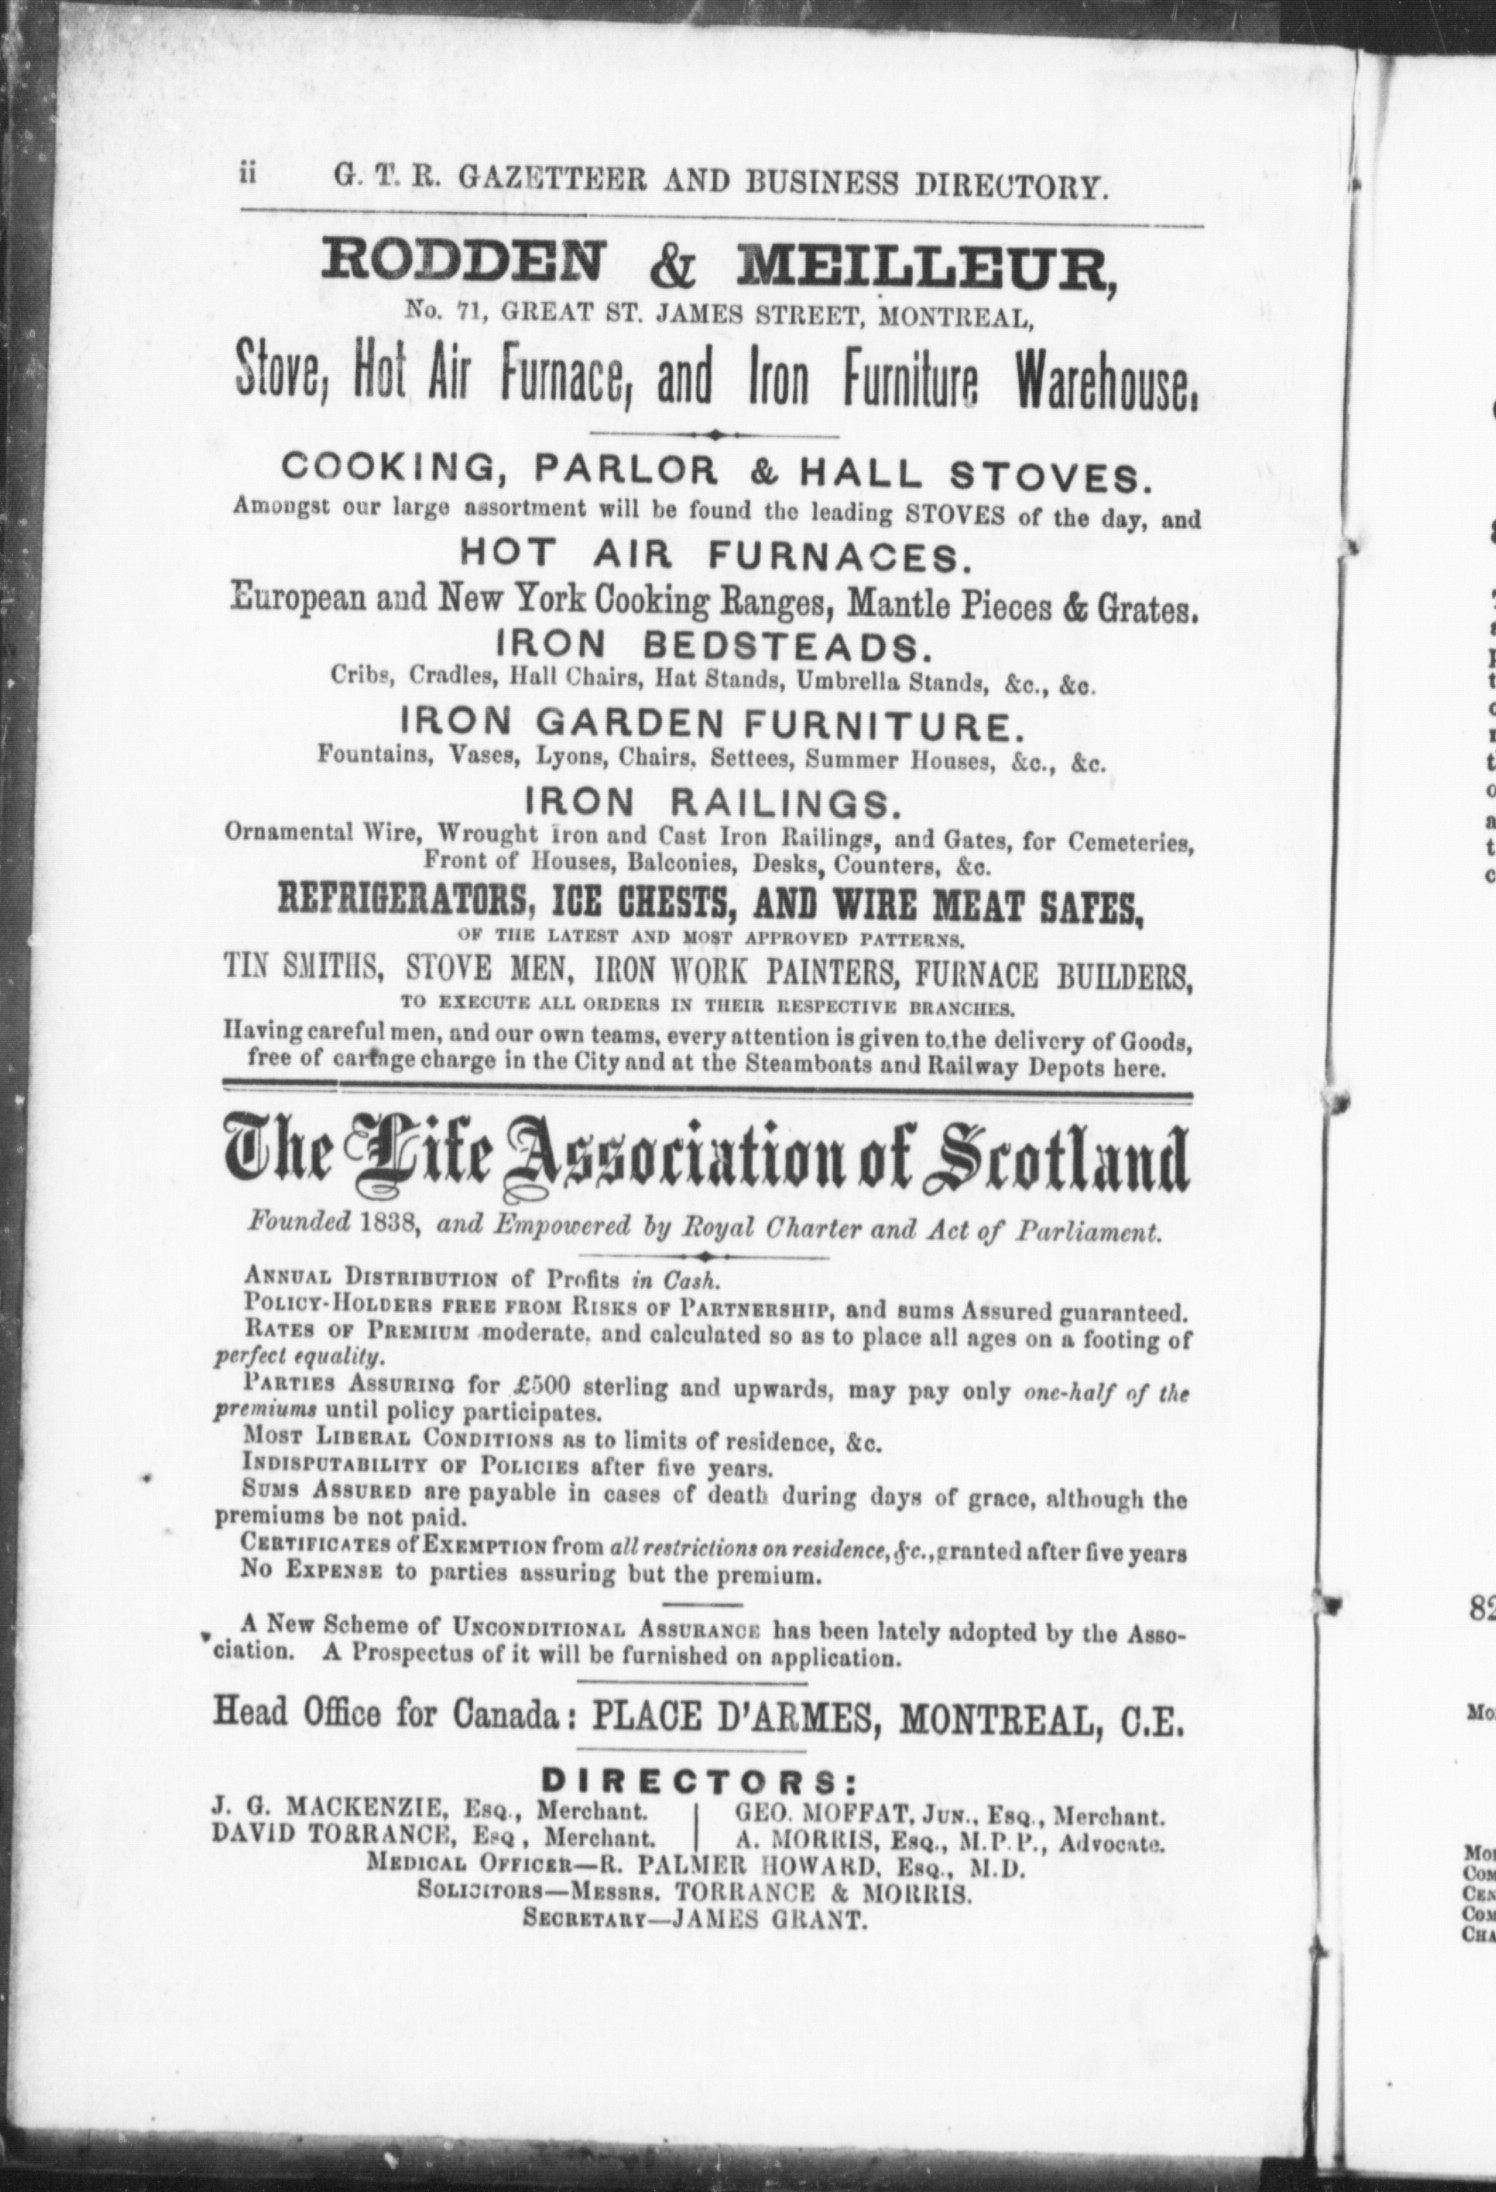 ii G. T. R. GAZETTEER AND BUSINESS DIRECTORY.
RODDEN & MEILLEUR,
No. 71, GREAT ST. JAMES STREET, MONTREAL,
Stove, Hot Air Furnace, and Iron Furniture Warehouse.
COOKING, PARLOR & HALL STOVES.
Amongst our large assortment will be found the leading STOVES of the day, and
HOT AIR FURNACES.
European and New York Cooking Ranges, Mantle Pieces & Grates.
IRON BEDSTEADS.
Cribs, Cradles, Hall Chairs, Hat Stands, Umbrella Stands, &c., &c.
IRON GARDEN FURNITURE.
Fountains, Vases, Lyons, Chairs, Settees, Summer Houses, &c., &c.
IRON RAILINGS.
Ornamental Wire, Wrought Iron and Cast Iron Railings, and Gates, for Cemeteries,
Front of Houses, Balconies, Desks, Counters, &c.
REFRIGERATORS, ICE CHESTS, AND WIRE MEAT SAFES,
OF THE LATEST AND MOST APPROVED PATTERNS.
TIN SMITHS, STOVE MEN, IRON WORK PAINTERS, FURNACE BUILDERS,
TO EXECUTE ALL ORDERS IN THEIR RESPECTIVE BRANCHES.
Having careful men, and our own teams, every attention is given to the delivery of Goods,
free of cartage charge in the City and at the Steamboats and Railway Depots here.
The Life Association of Scotland
Founded 1838, and Empowered by Royal Charter and Act of Parliament.
ANNUAL DISTRIBUTION of Profits in Cash.
POLICY-HOLDERS FREE FROM RISKS OF PARTNERSHIP, and sums Assured guaranteed.
RATES OF PREMIUM moderate, and calculated so as to place all ages on a footing of
perfect equality.
PARTIES ASSURING for £500 sterling and upwards, may pay only one-half of the
premiums until policy participates.
MOST LIBERAL CONDITIONS as to limits of residence, &c.
INDISPUTABILITY OF POLICIES after five years.
SUMS ASSURED are payable in cases of death during days of grace, although the
premiums be not paid.
CERTIFICATES of EXEMPTION from all restrictions on residence, &c., granted after five years
NO EXPENSE to parties assuring but the premium.
A New Scheme of UNCONDITIONAL ASSURANCE has been lately adopted by the Asso-
ciation. A Prospectus of it will be furnished on application.
Head Office for Canada: PLACE D'ARMES, MONTREAL, C.E.
DIRECTORS:
J. G. MACKENZIE, Esq., Merchant. | GEO. MOFFAT, Jun., Esq., Merchant.
DAVID TORRANCE, Esq, Merchant. | A. MORRIS, Esq., M.P.P., Advocate.
MEDICAL OFFICER—R. PALMER HOWARD, Esq., M.D.
SOLICITORS—MESSRS. TORRANCE & MORRIS.
SECRETARY—JAMES GRANT.